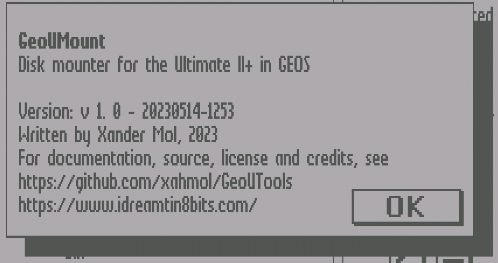 GeoUMount
Disk mounter for the Ultimate II+ in GEOS
Version: v 1. 0 - 20230514-1253
Written by Xander Mol, 2023
For documentation, source, license and credits, see
https://github.com/xahmol/GeoUTools
https://www.idreamtin8bits.com/
OK